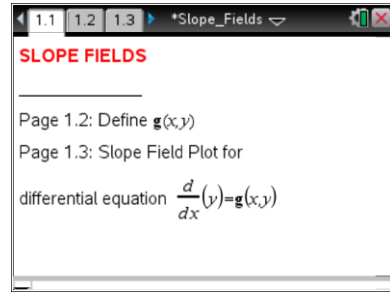 1.1 1.2 1.3 *Slope_Fields
SLOPE FIELDS
Page 1.2: Define g(x,y)
Page 1.3: Slope Field Plot for
differential equation d/dx(y)=g(x,y)